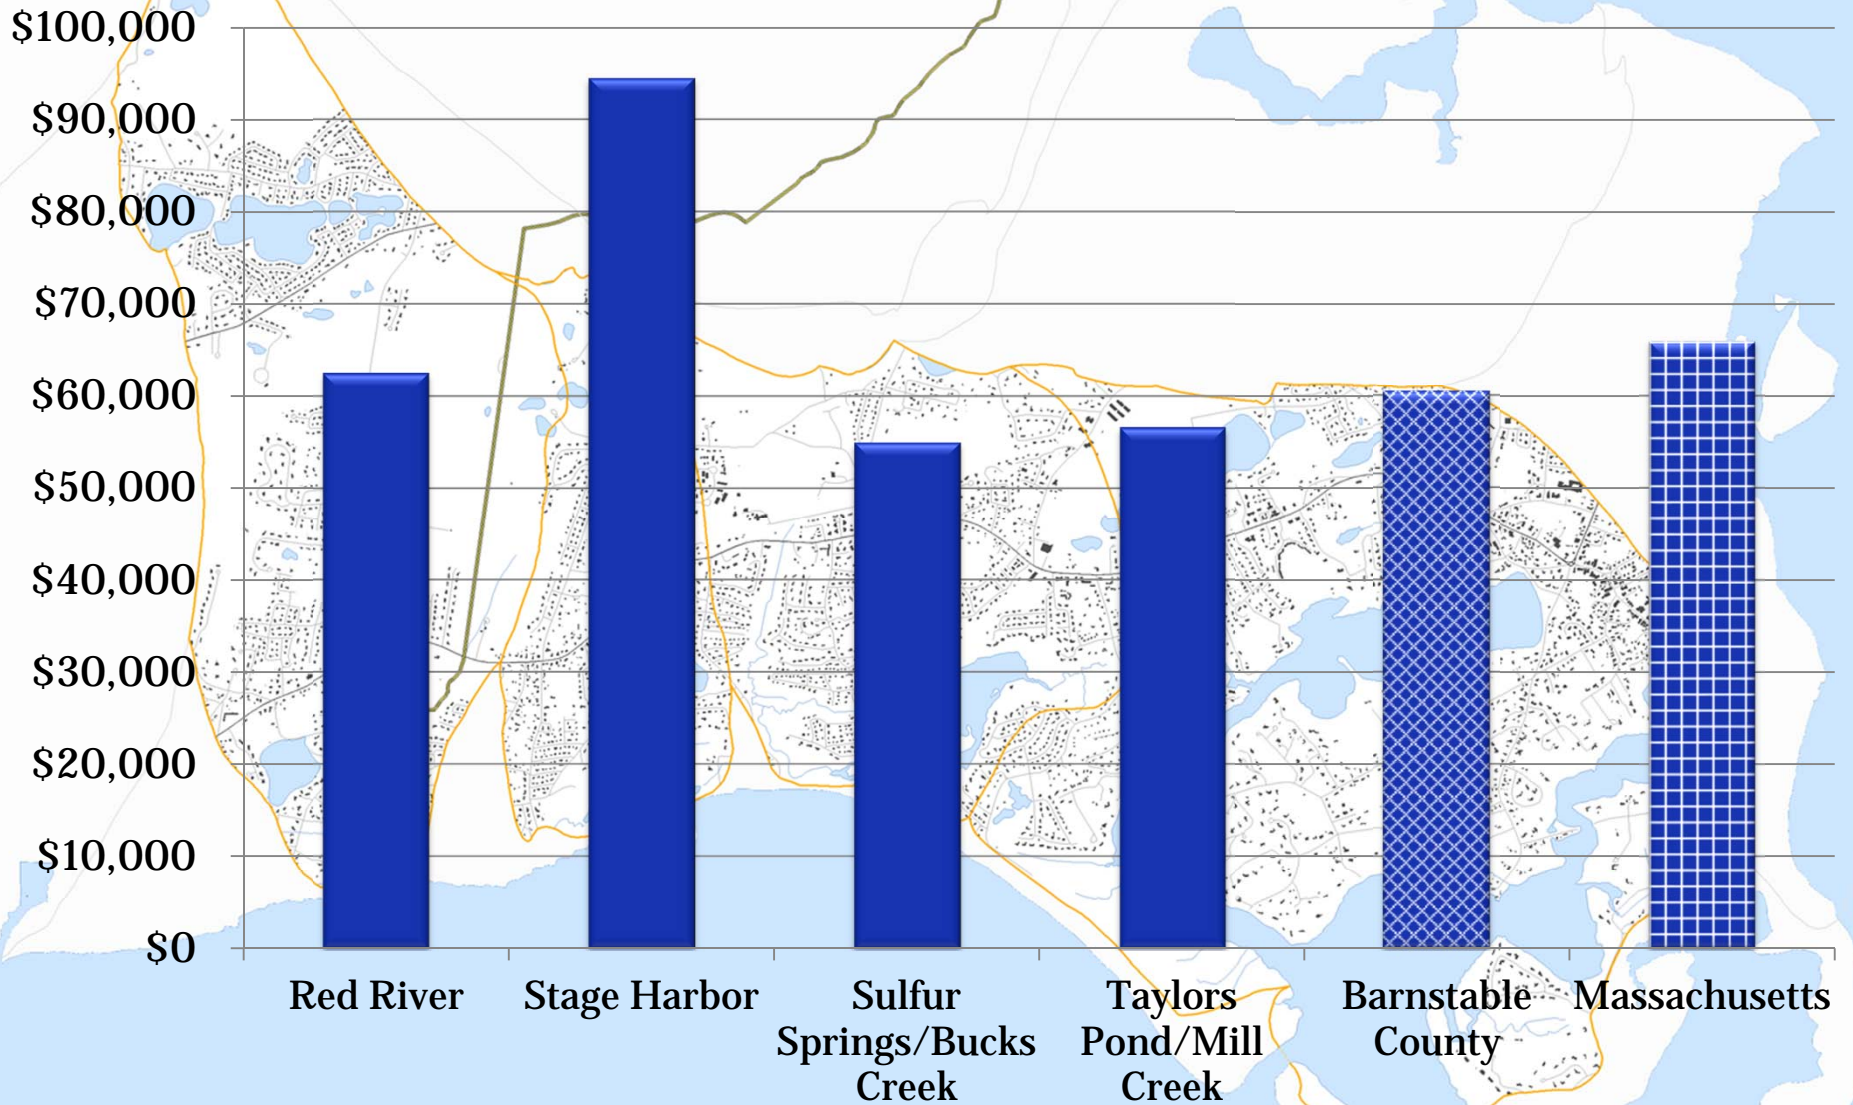 $100,000
$90,000
$80,000
$70,000
$60,000
$50,000
$40,000
$30,000
$20,000
$10,000
$0
Red River
Stage Harbor
Sulfur
Springs/Bucks
Creek
Taylors
Pond/Mill
Creek
Barnstable
County
Massachusetts